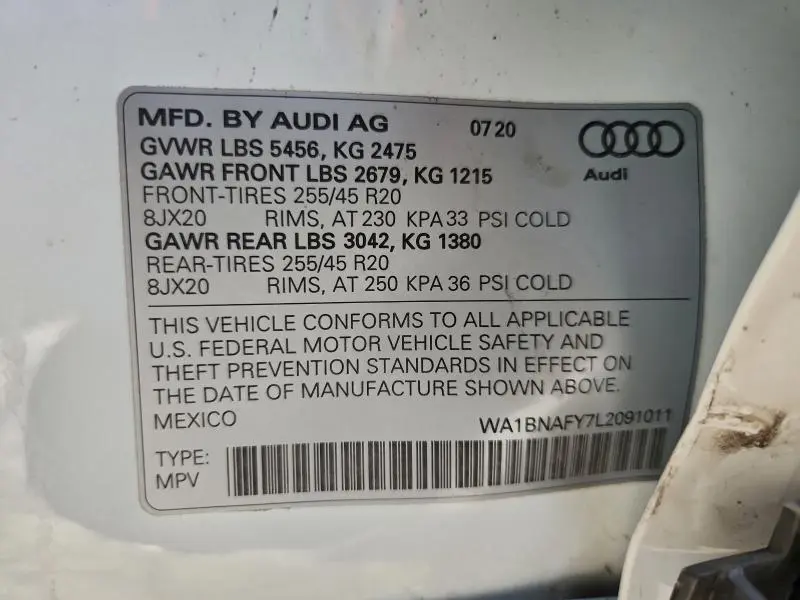 MFD. BY AUDI AG 07 20
GVWR LBS 5456, KG 2475
GAWR FRONT LBS 2679, KG 1215
FRONT-TIRES 255/45 R20
8JX20 RIMS, AT 230 KPA 33 PSI COLD
GAWR REAR LBS 3042, KG 1380
REAR-TIRES 255/45 R20
8JX20 RIMS, AT 250 KPA 36 PSI COLD
Audi
THIS VEHICLE CONFORMS TO ALL APPLICABLE
U.S. FEDERAL MOTOR VEHICLE SAFETY AND
THEFT PREVENTION STANDARDS IN EFFECT ON
THE DATE OF MANUFACTURE SHOWN ABOVE.
MEXICO WA1BNAFY7L2091011
TYPE:
MPV